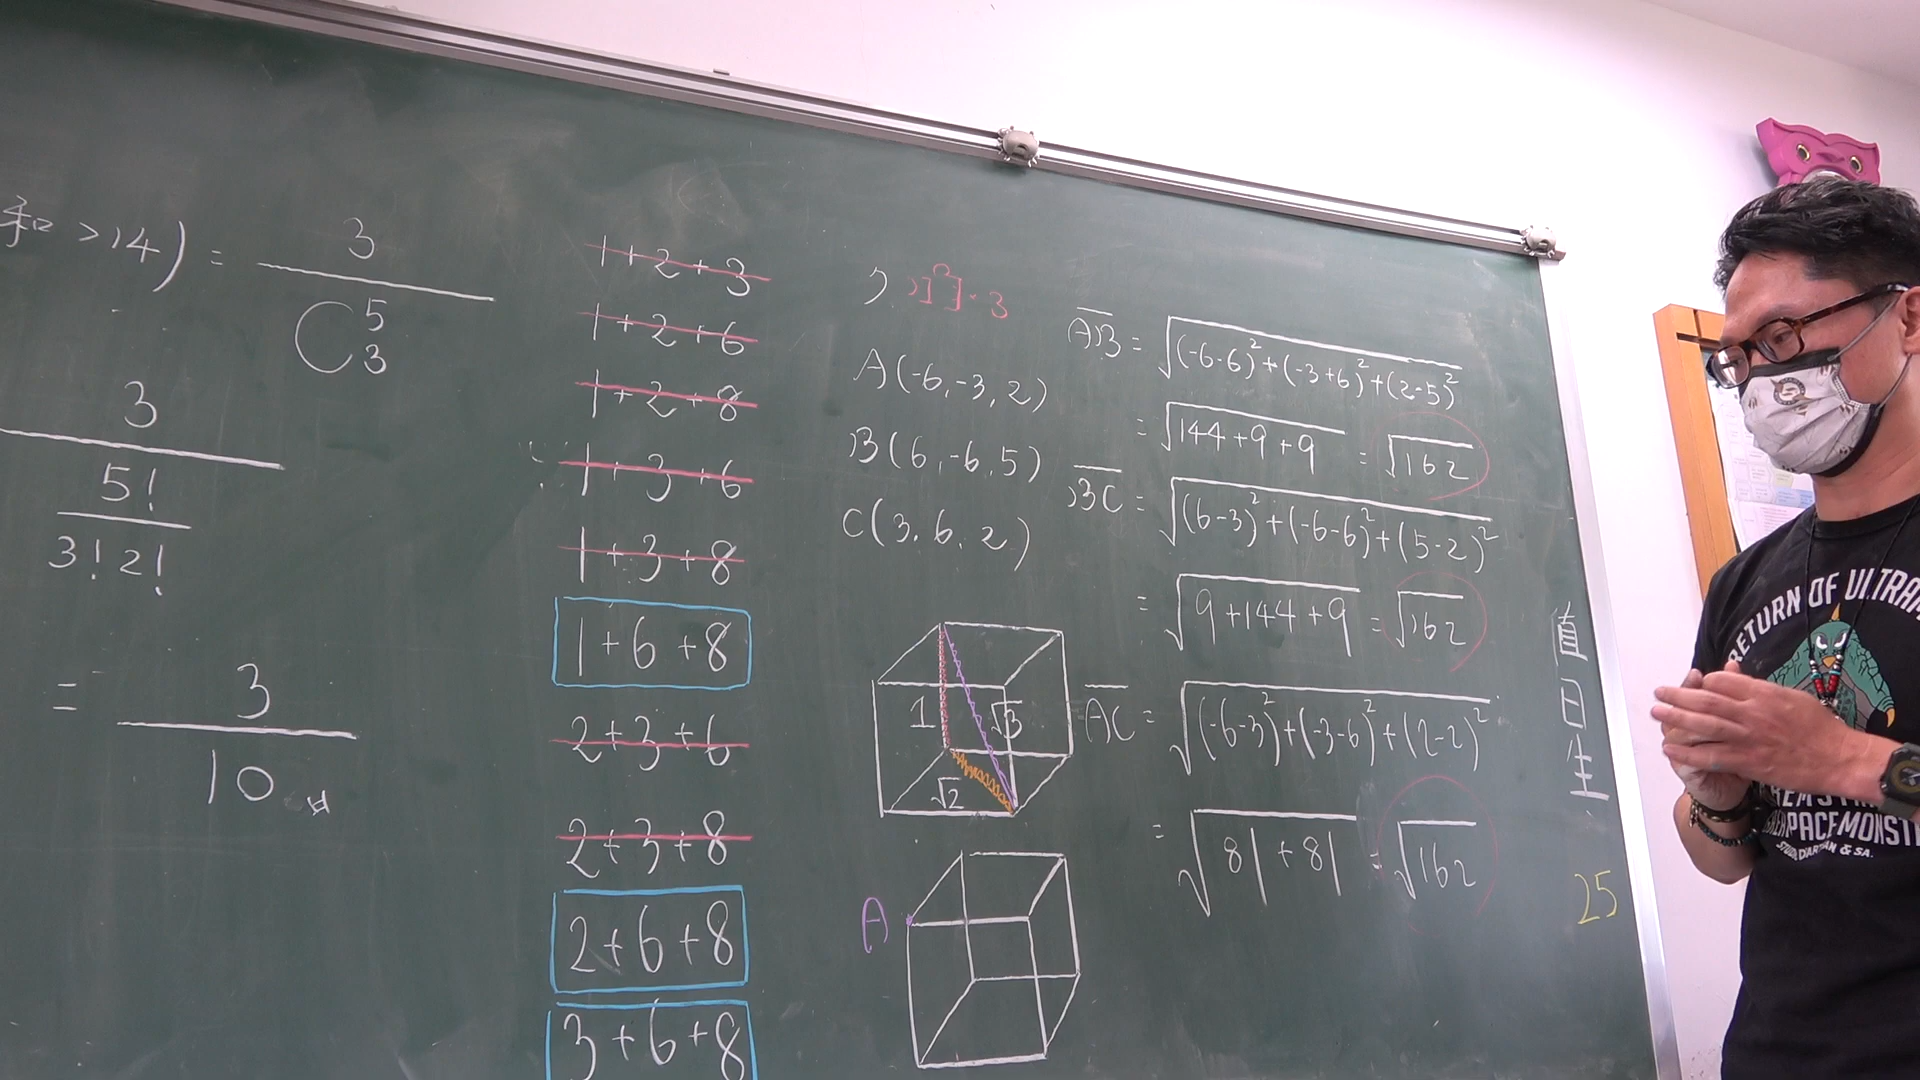 和 >14) = 3 / C⁵₃
3 / (5! / 3!2!)
= 3 / 10
1+2+3
1+2+6
1+2+8
1+3+6
1+3+8
1+6+8
2+3+6
2+3+8
2+6+8
3+6+8
A(-6,-3,2)
B(6,-6,5)
C(3,6,2)
1
√3
√2
A
AB = √(-6-6)²+(-3+6)²+(2-5)²
= √144+9+9 = √162
BC = √(6-3)²+(-6-6)²+(5-2)²
= √9+144+9 = √162
AC = √(-6-3)²+(-3-6)²+(2-2)²
= √81+81 = √162
值日生
25
RETURN OF ULTRA